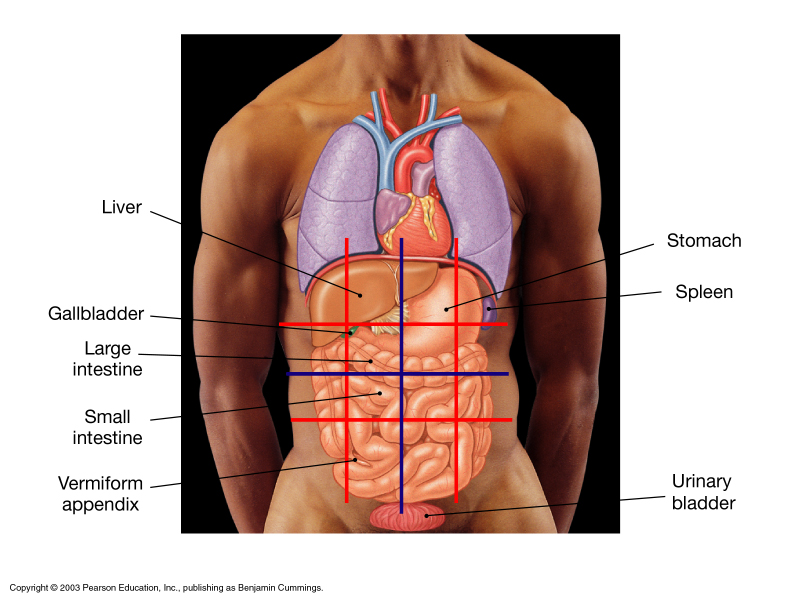 Liver
Stomach
Spleen
Gallbladder
Large
intestine
Small
intestine
Vermiform
appendix
Urinary
bladder
Copyright © 2003 Pearson Education, Inc., publishing as Benjamin Cummings.